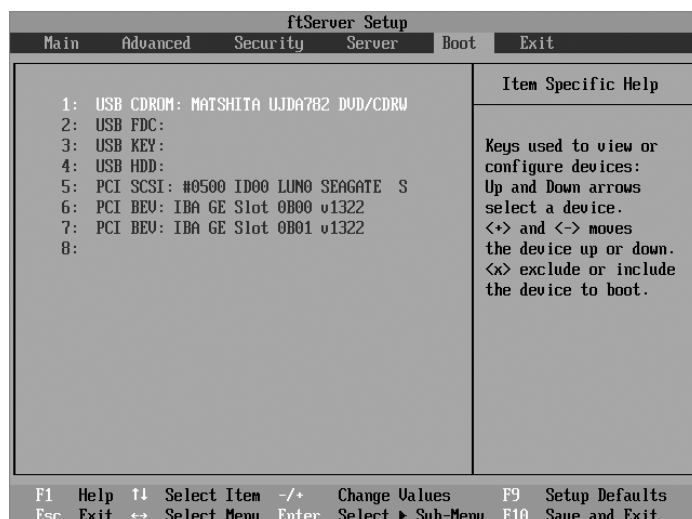 ftServer Setup
Main Advanced Security Server Boot Exit
Item Specific Help
1: USB CDROM: MATSHITA UJDA782 DVD/CDRW
2: USB FDC:
3: USB KEY:
4: USB HDD:
5: PCI SCSI: #0500 ID00 LUN0 SEAGATE S
6: PCI BEV: IBA GE Slot 0B00 v1322
7: PCI BEV: IBA GE Slot 0B01 v1322
8:
Keys used to view or
configure devices:
Up and Down arrows
select a device.
<+> and <-> moves
the device up or down.
<x> exclude or include
the device to boot.
F1 Help ↑↓ Select Item -/+ Change Values F9 Setup Defaults
Esc Exit ↔ Select Menu Enter Select ▶ Sub-Menu F10 Save and Exit